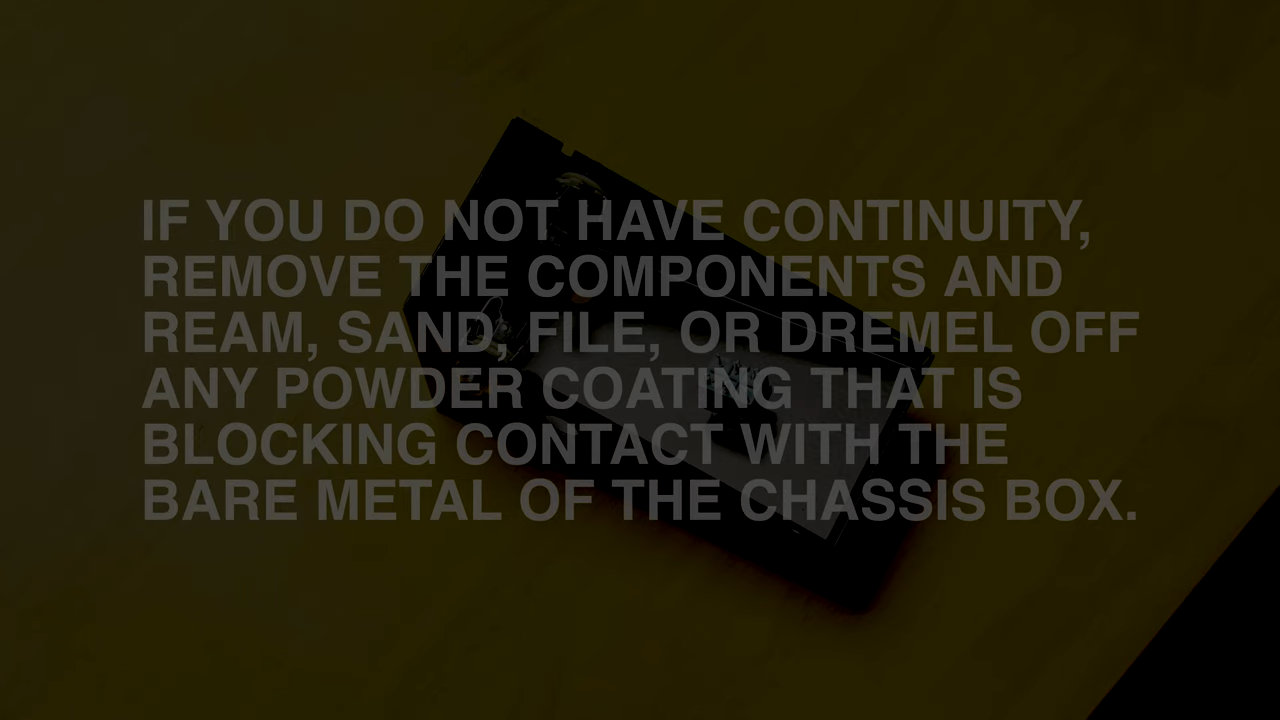 IF YOU DO NOT HAVE CONTINUITY,
REMOVE THE COMPONENTS AND
REAM, SAND, FILE, OR DREMEL OFF
ANY POWDER COATING THAT IS
BLOCKING CONTACT WITH THE
BARE METAL OF THE CHASSIS BOX.